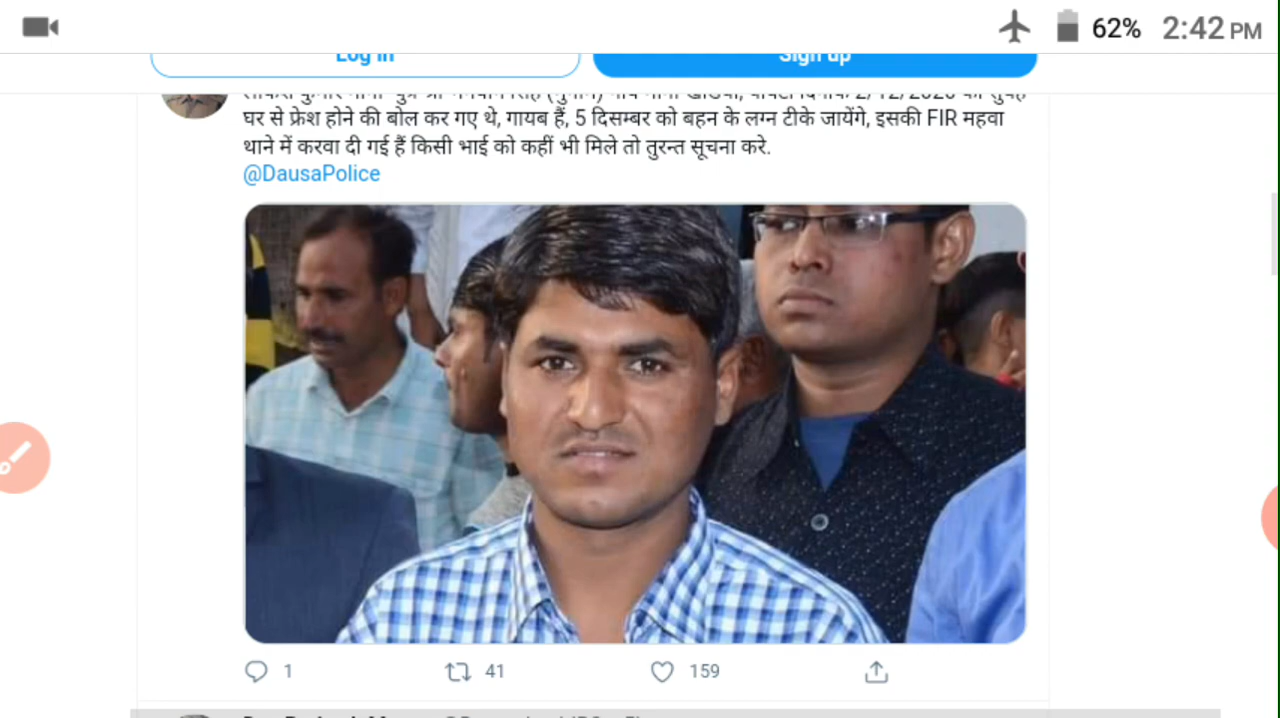 62% 2:42 PM
Log in
Sign up
घर से फ्रेश होने की बोल कर गए थे, गायब हैं, 5 दिसम्बर को बहन के लग्न टीके जायेंगे, इसकी FIR महवा
थाने में करवा दी गई हैं किसी भाई को कहीं भी मिले तो तुरन्त सूचना करे.
@DausaPolice
1 41 159